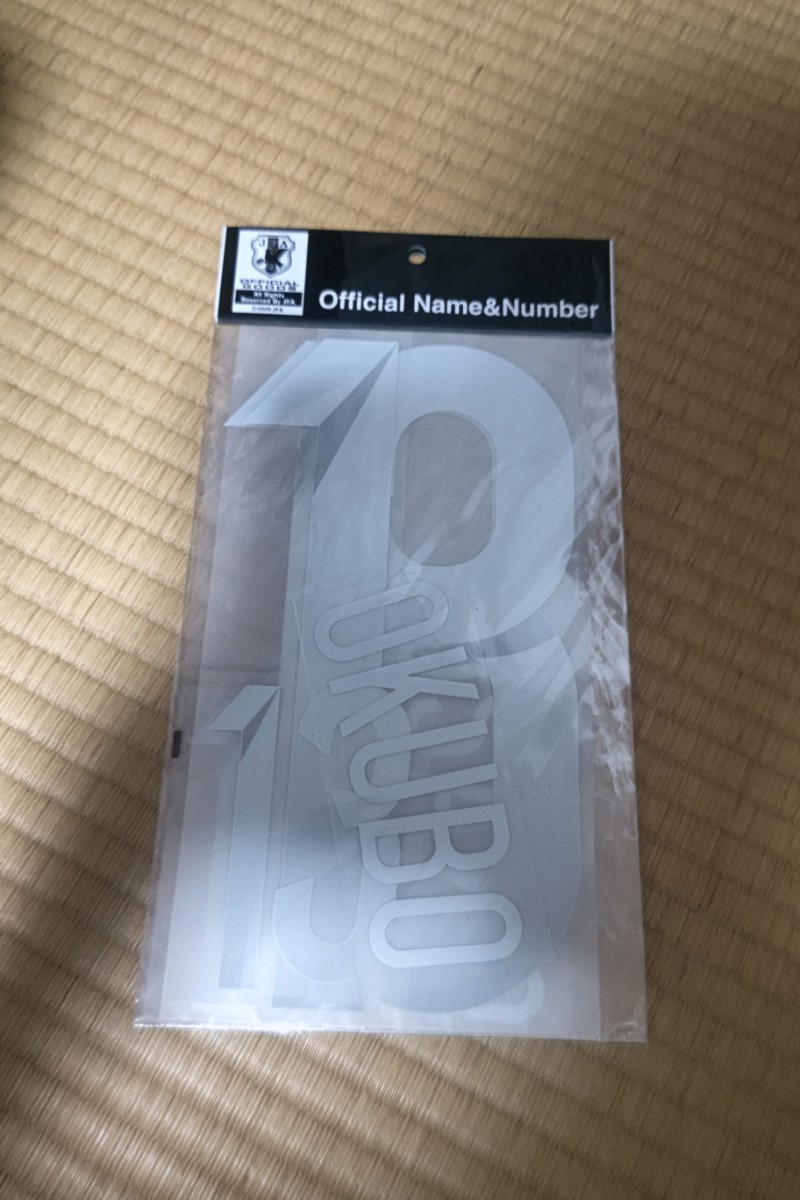 JFA
OFFICIAL
GOODS
All Rights
Reserved By JFA
Official Name&Number
OKUBO